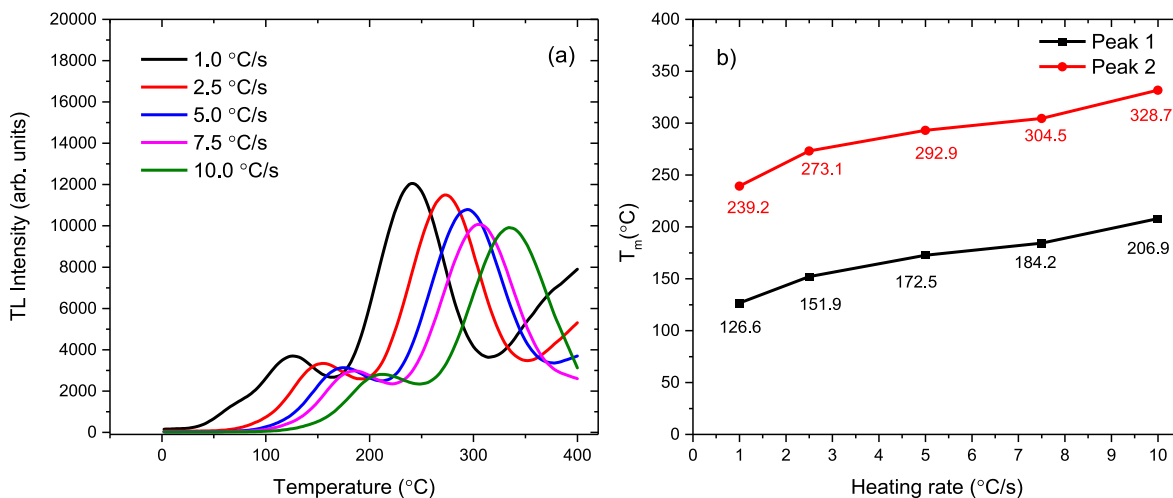 20000
18000
16000
14000
12000
10000
8000
6000
4000
2000
0
TL Intensity (arb. units)
1.0 °C/s
2.5 °C/s
5.0 °C/s
7.5 °C/s
10.0 °C/s
(a)
0 100 200 300 400
Temperature (°C)
400
350
300
250
200
150
100
50
0
Tm(°C)
b)
Peak 1
Peak 2
239.2
273.1
292.9
304.5
328.7
126.6
151.9
172.5
184.2
206.9
0 1 2 3 4 5 6 7 8 9 10
Heating rate (°C/s)